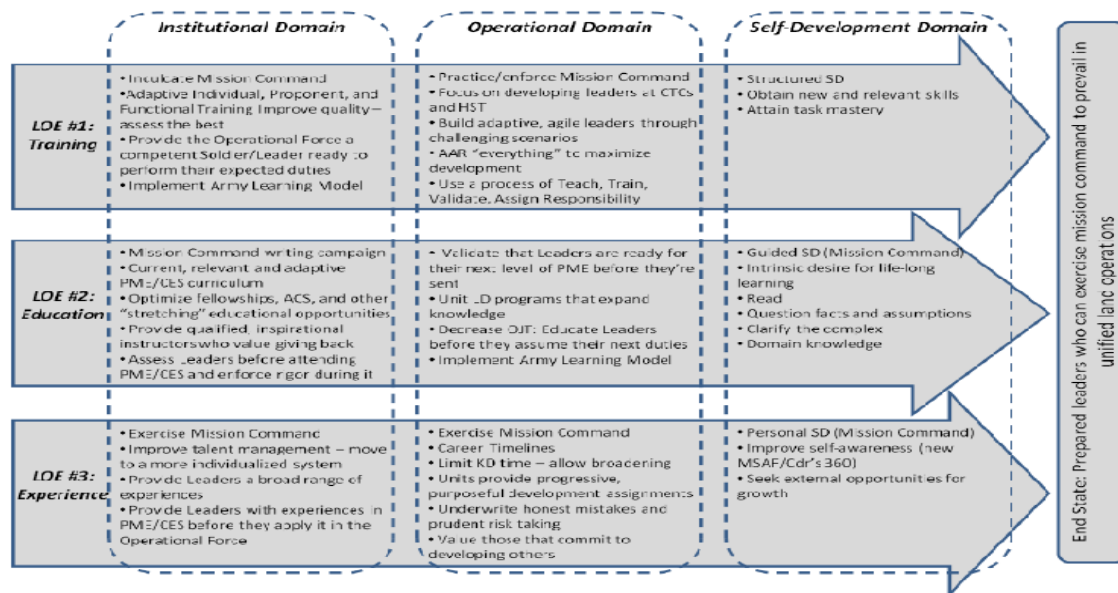 Institutional Domain
Operational Domain
Self-Development Domain
LOE #1:
Training
• Inculcate Mission Command
• Adaptive Individual, Proponent, and
Functional Training Improve quality –
assess the best
• Provide the Operational Force a
competent Soldier/Leader ready to
perform their expected duties
• Implement Army Learning Model
• Practice/enforce Mission Command
• Focus on developing leaders at CTCs
and HST
• Build adaptive, agile leaders through
challenging scenarios
• AAR "everything" to maximize
development
• Use a process of Teach, Train,
Validate, Assign Responsibility
• Structured SD
• Obtain new and relevant skills
• Attain task mastery
LOE #2:
Education
• Mission Command writing campaign
• Current, relevant and adaptive
PME/CES curriculum
• Optimize fellowships, ACS, and other
"stretching" educational opportunities
• Provide qualified, inspirational
instructors who value giving back
• Assess Leaders before attending
PME/CES and enforce rigor during it
• Validate that Leaders are ready for
their next level of PME before they're
sent
• Unit LD programs that expand
knowledge
• Decrease OJT: Educate Leaders
before they assume their next duties
• Implement Army Learning Model
• Guided SD (Mission Command)
• Intrinsic desire for life-long
learning
• Read
• Question facts and assumptions
• Clarify the complex
• Domain knowledge
LOE #3:
Experience
• Exercise Mission Command
• Improve talent management – move
to a more individualized system
• Provide Leaders a broad range of
experiences
• Provide Leaders with experiences in
PME/CES before they apply it in the
Operational Force
• Exercise Mission Command
• Career Timelines
• Limit KD time – allow broadening
• Units provide progressive,
purposeful development assignments
• Underwrite honest mistakes and
prudent risk taking
• Value those that commit to
developing others
• Personal SD (Mission Command)
• Improve self-awareness (new
MSAF/Cdr's 360)
• Seek external opportunities for
growth
End State: Prepared leaders who can exercise mission command to prevail in
unified land operations